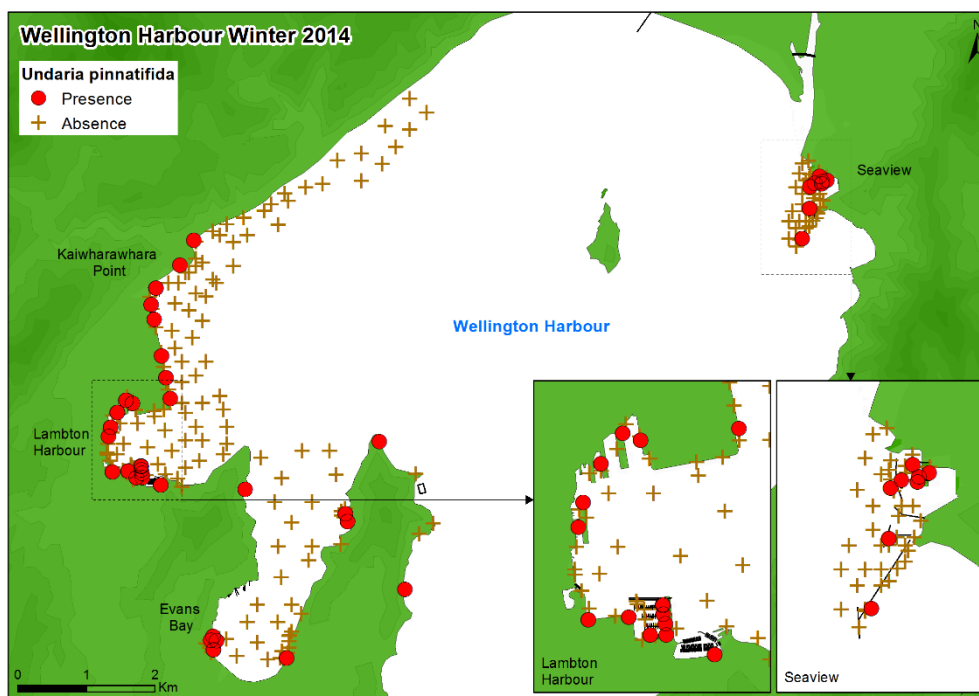 Wellington Harbour Winter 2014
Undaria pinnatifida
Presence
Absence
N
Seaview
Kaiwharawhara
Point
Wellington Harbour
Lambton
Harbour
Evans
Bay
0 1 2
Km
Lambton
Harbour
Seaview